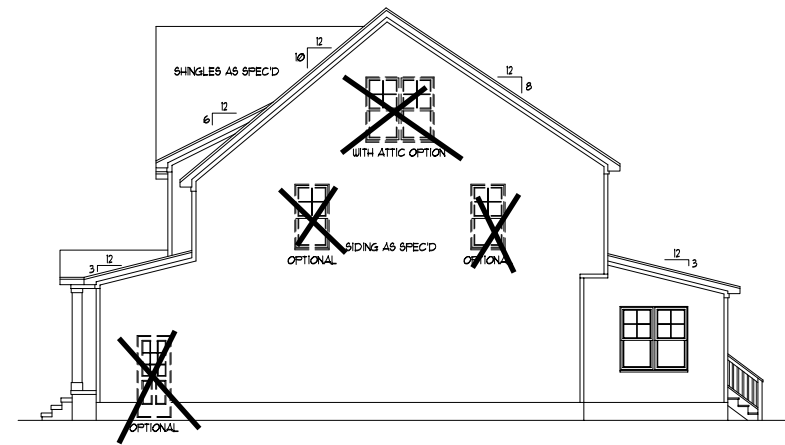 12
10
12
8
SHINGLES AS SPEC'D
12
6
WITH ATTIC OPTION
SIDING AS SPEC'D
OPTIONAL
OPTIONAL
12
3
12
3
OPTIONAL